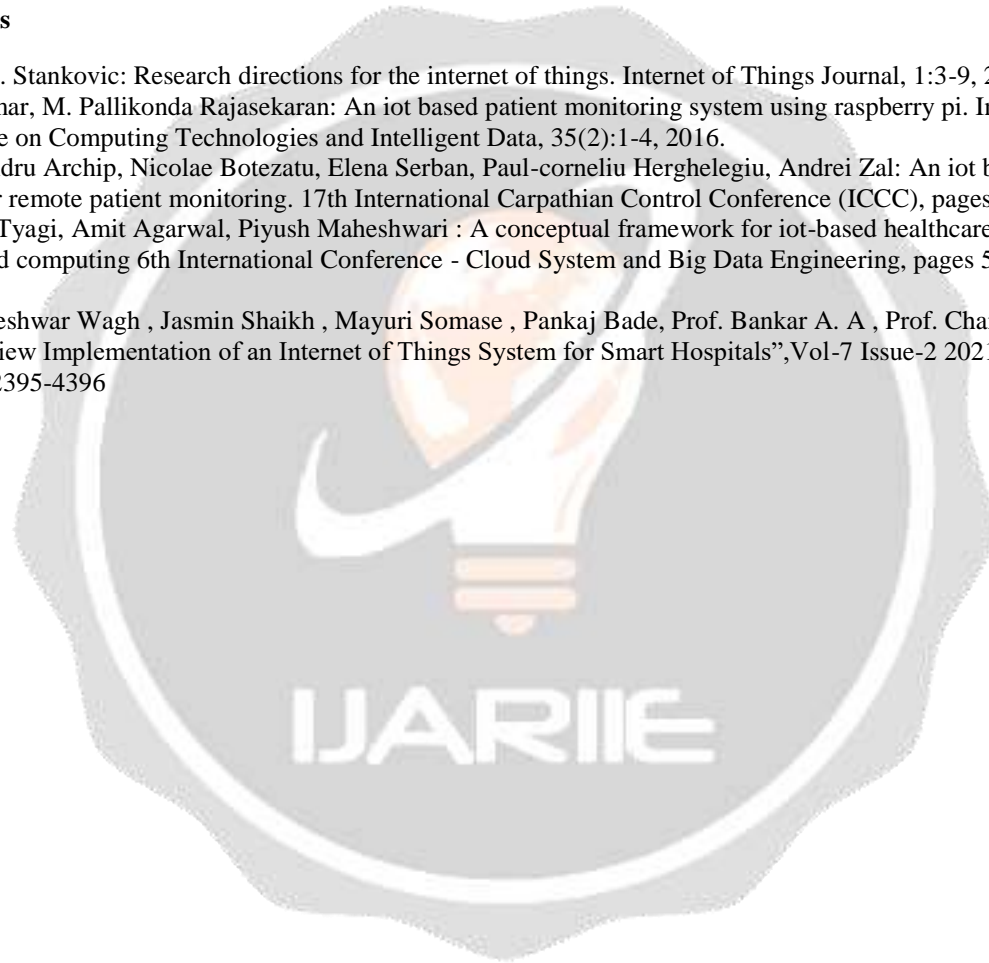 s
. Stankovic: Research directions for the internet of things. Internet of Things Journal, 1:3-9, 2
nar, M. Pallikonda Rajasekaran: An iot based patient monitoring system using raspberry pi. In
e on Computing Technologies and Intelligent Data, 35(2):1-4, 2016.
ndru Archip, Nicolae Botezatu, Elena Serban, Paul-corneliu Herghelegiu, Andrei Zal: An iot b
r remote patient monitoring. 17th International Carpathian Control Conference (ICCC), pages
Tyagi, Amit Agarwal, Piyush Maheshwari : A conceptual framework for iot-based healthcare
d computing 6th International Conference - Cloud System and Big Data Engineering, pages 5
eshwar Wagh , Jasmin Shaikh , Mayuri Somase , Pankaj Bade, Prof. Bankar A. A , Prof. Cha
view Implementation of an Internet of Things System for Smart Hospitals”,Vol-7 Issue-2 2021
2395-4396
IJARIIE